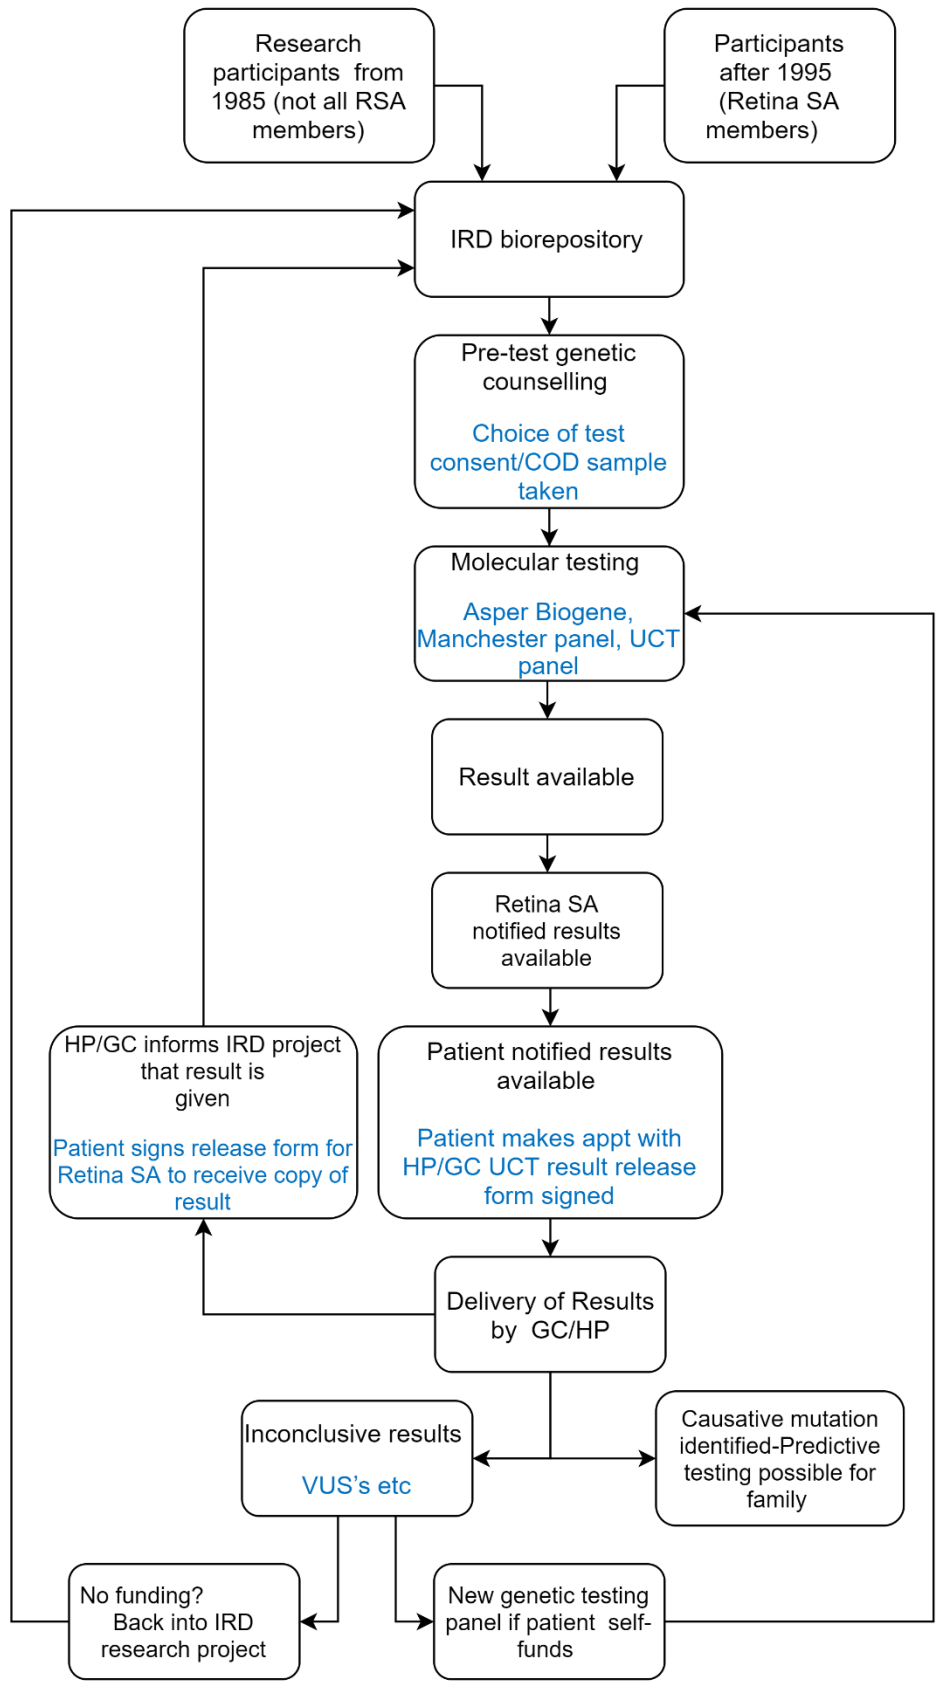 Research
participants from
1985 (not all RSA
members)
Participants
after 1995
(Retina SA
members)
IRD biorepository
Pre-test genetic
counselling
Choice of test
consent/COD sample
taken
Molecular testing
Asper Biogene,
Manchester panel, UCT
panel
Result available
Retina SA
notified results
available
HP/GC informs IRD project
that result is
given
Patient signs release form for
Retina SA to receive copy of
result
Patient notified results
available
Patient makes appt with
HP/GC UCT result release
form signed
Delivery of Results
by GC/HP
Inconclusive results
VUS’s etc
Causative mutation
identified-Predictive
testing possible for
family
No funding?
Back into IRD
research project
New genetic testing
panel if patient self-
funds